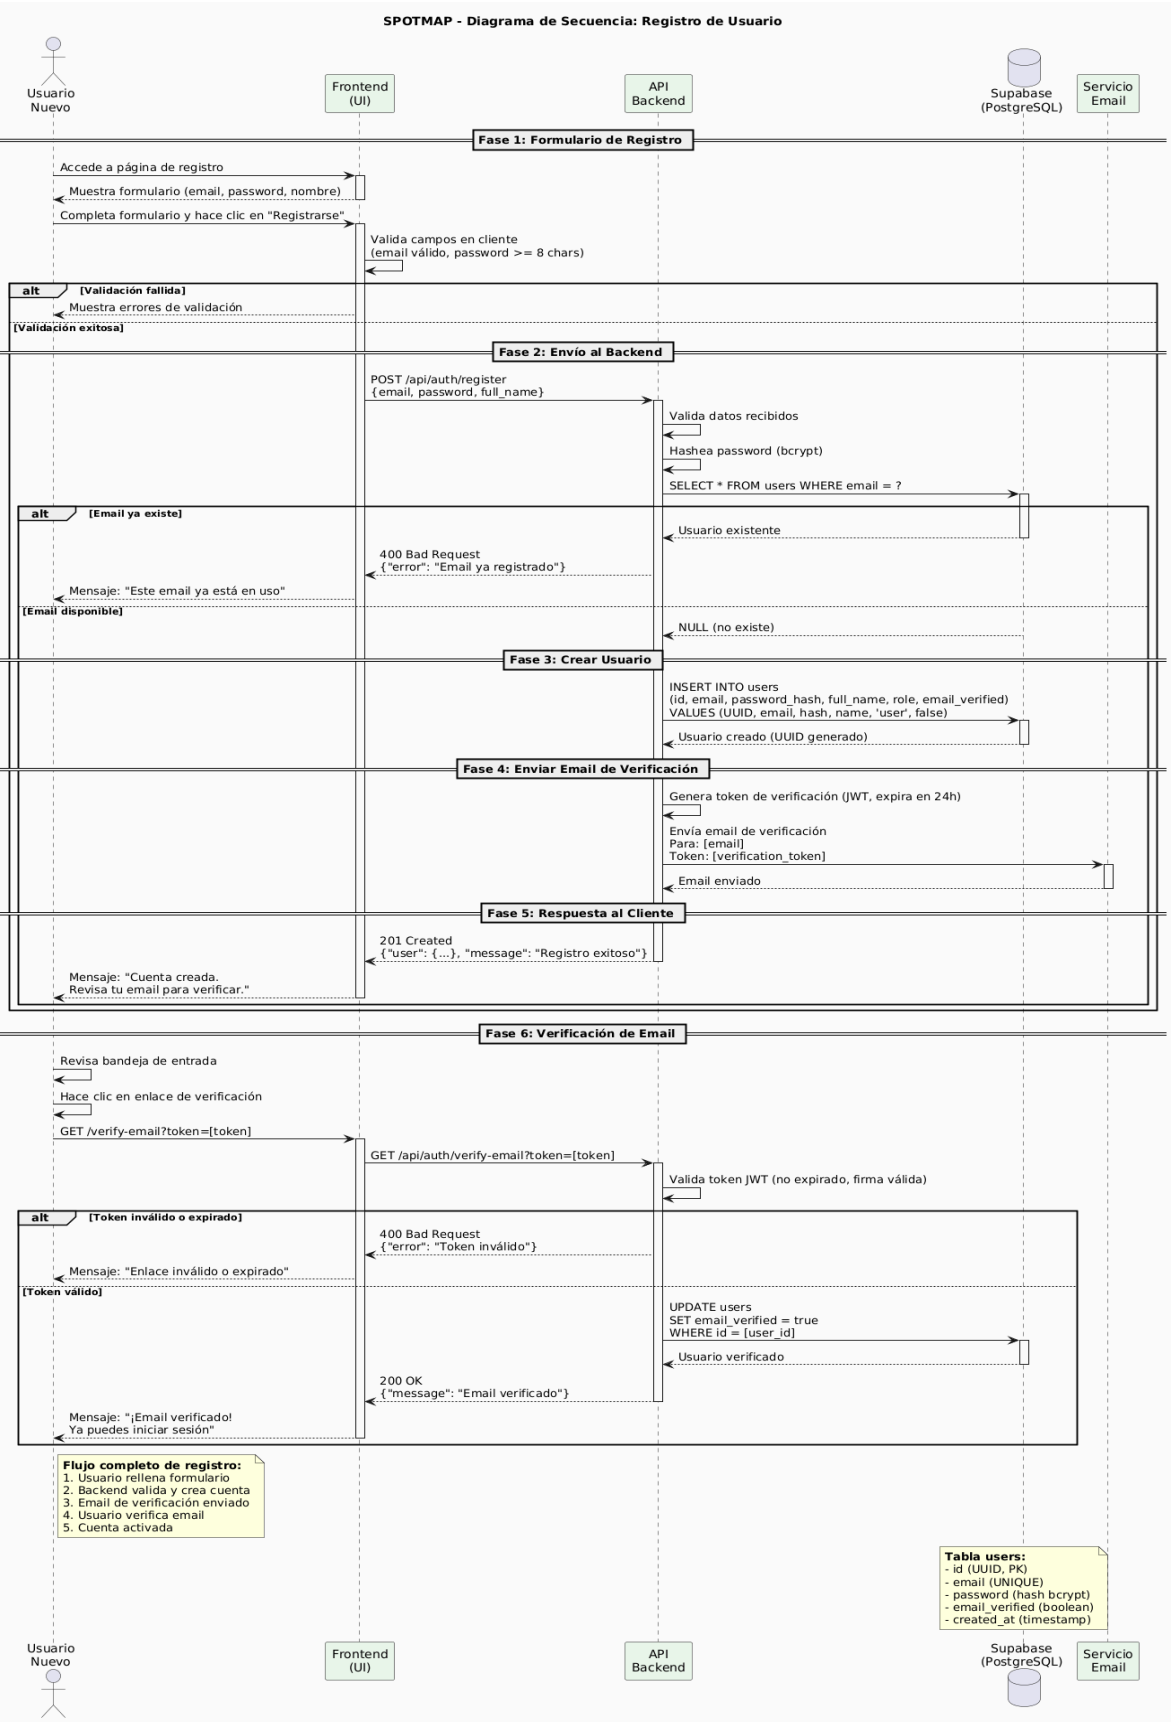 SPOTMAP - Diagrama de Secuencia: Registro de Usuario
Usuario
Nuevo
Frontend
(UI)
API
Backend
Supabase
(PostgreSQL)
Servicio
Email
Fase 1: Formulario de Registro
Accede a página de registro
Muestra formulario (email, password, nombre)
Completa formulario y hace clic en "Registrarse"
Valida campos en cliente
(email válido, password >= 8 chars)
alt
[Validación fallida]
Muestra errores de validación
[Validación exitosa]
Fase 2: Envío al Backend
POST /api/auth/register
{email, password, full_name}
Valida datos recibidos
Hashea password (bcrypt)
SELECT * FROM users WHERE email = ?
alt
[Email ya existe]
Usuario existente
400 Bad Request
{"error": "Email ya registrado"}
Mensaje: "Este email ya está en uso"
[Email disponible]
NULL (no existe)
Fase 3: Crear Usuario
INSERT INTO users
(id, email, password_hash, full_name, role, email_verified)
VALUES (UUID, email, hash, name, 'user', false)
Usuario creado (UUID generado)
Fase 4: Enviar Email de Verificación
Genera token de verificación (JWT, expira en 24h)
Envía email de verificación
Para: [email]
Token: [verification_token]
Email enviado
Fase 5: Respuesta al Cliente
201 Created
{"user": {...}, "message": "Registro exitoso"}
Mensaje: "Cuenta creada.
Revisa tu email para verificar."
Fase 6: Verificación de Email
Revisa bandeja de entrada
Hace clic en enlace de verificación
GET /verify-email?token=[token]
GET /api/auth/verify-email?token=[token]
Valida token JWT (no expirado, firma válida)
alt
[Token inválido o expirado]
400 Bad Request
{"error": "Token inválido"}
Mensaje: "Enlace inválido o expirado"
[Token válido]
UPDATE users
SET email_verified = true
WHERE id = [user_id]
Usuario verificado
200 OK
{"message": "Email verificado"}
Mensaje: "¡Email verificado!
Ya puedes iniciar sesión"
Flujo completo de registro:
1. Usuario rellena formulario
2. Backend valida y crea cuenta
3. Email de verificación enviado
4. Usuario verifica email
5. Cuenta activada
Tabla users:
- id (UUID, PK)
- email (UNIQUE)
- password (hash bcrypt)
- email_verified (boolean)
- created_at (timestamp)
Usuario
Nuevo
Frontend
(UI)
API
Backend
Supabase
(PostgreSQL)
Servicio
Email